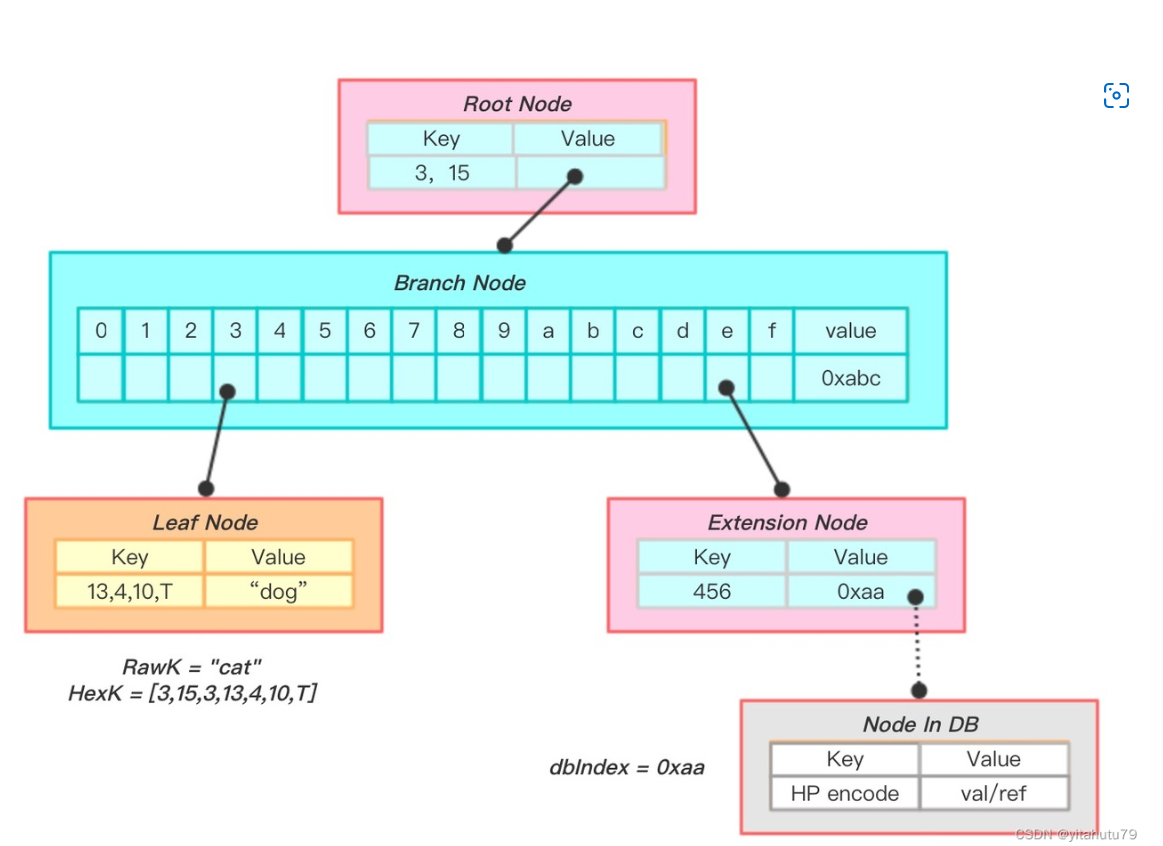 Root Node
Key Value
3, 15
Branch Node
0 1 2 3 4 5 6 7 8 9 a b c d e f value
0xabc
Leaf Node
Key Value
13,4,10,T “dog”
RawK = "cat"
HexK = [3,15,3,13,4,10,T]
Extension Node
Key Value
456 0xaa
dbIndex = 0xaa
Node In DB
Key Value
HP encode val/ref
CSDN @yitahutu79